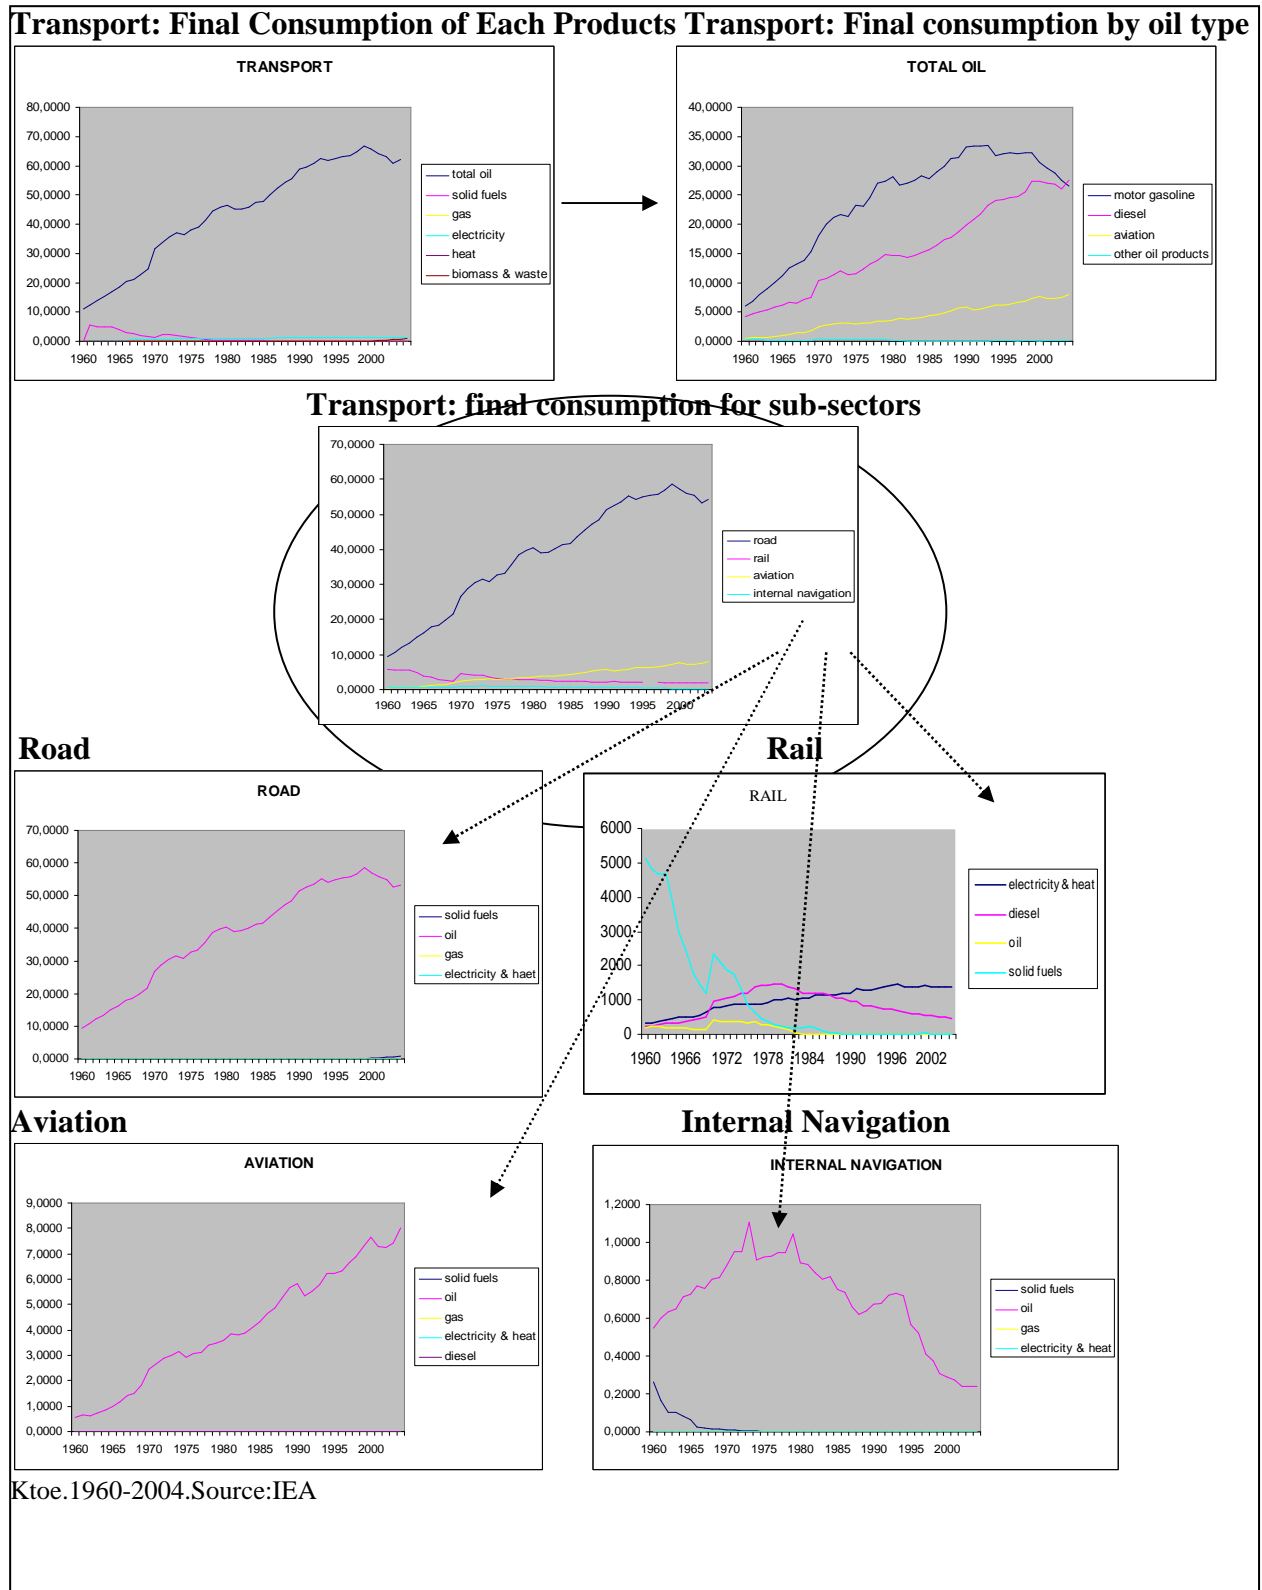 Transport: Final Consumption of Each Products Transport: Final consumption by oil type
TRANSPORT
80,0000
70,0000
60,0000
50,0000
40,0000
30,0000
20,0000
10,0000
0,0000
1960 1965 1970 1975 1980 1985 1990 1995 2000
total oil
solid fuels
gas
electricity
heat
biomass & waste
TOTAL OIL
40,0000
35,0000
30,0000
25,0000
20,0000
15,0000
10,0000
5,0000
0,0000
1960 1965 1970 1975 1980 1985 1990 1995 2000
motor gasoline
diesel
aviation
other oil products
Transport: final consumption for sub-sectors
70,0000
60,0000
50,0000
40,0000
30,0000
20,0000
10,0000
0,0000
1960 1965 1970 1975 1980 1985 1990 1995 2000
road
rail
aviation
internal navigation
Road
Rail
ROAD
70,0000
60,0000
50,0000
40,0000
30,0000
20,0000
10,0000
0,0000
1960 1965 1970 1975 1980 1985 1990 1995 2000
solid fuels
oil
gas
electricity & haet
RAIL
6000
5000
4000
3000
2000
1000
0
1960 1966 1972 1978 1984 1990 1996 2002
electricity & heat
diesel
oil
solid fuels
Aviation
Internal Navigation
AVIATION
9,0000
8,0000
7,0000
6,0000
5,0000
4,0000
3,0000
2,0000
1,0000
0,0000
1960 1965 1970 1975 1980 1985 1990 1995 2000
solid fuels
oil
gas
electricity & heat
diesel
INTERNAL NAVIGATION
1,2000
1,0000
0,8000
0,6000
0,4000
0,2000
0,0000
1960 1965 1970 1975 1980 1985 1990 1995 2000
solid fuels
oil
gas
electricity & heat
Ktoe.1960-2004.Source:IEA